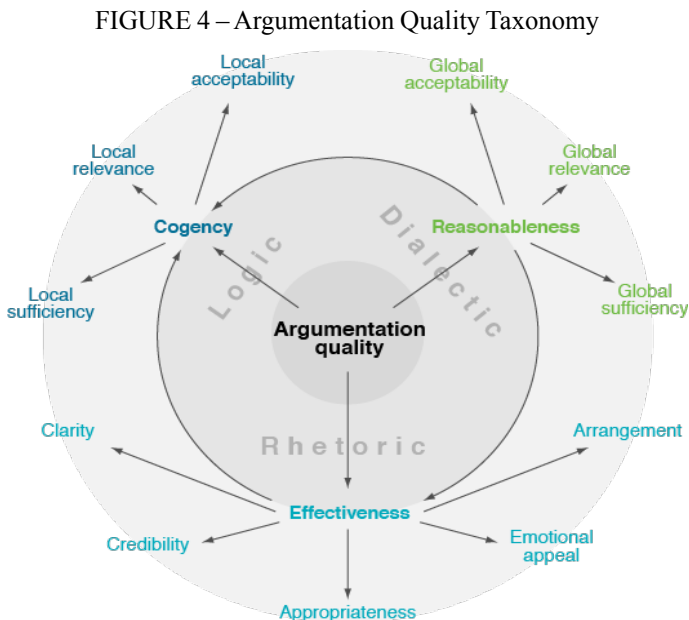 FIGURE 4 – Argumentation Quality Taxonomy
Local
acceptability
Global
acceptability
Local
relevance
Global
relevance
Cogency
Reasonableness
Logic
Dialectic
Local
sufficiency
Global
sufficiency
Argumentation
quality
Clarity
Rhetoric
Arrangement
Effectiveness
Credibility
Emotional
appeal
Appropriateness